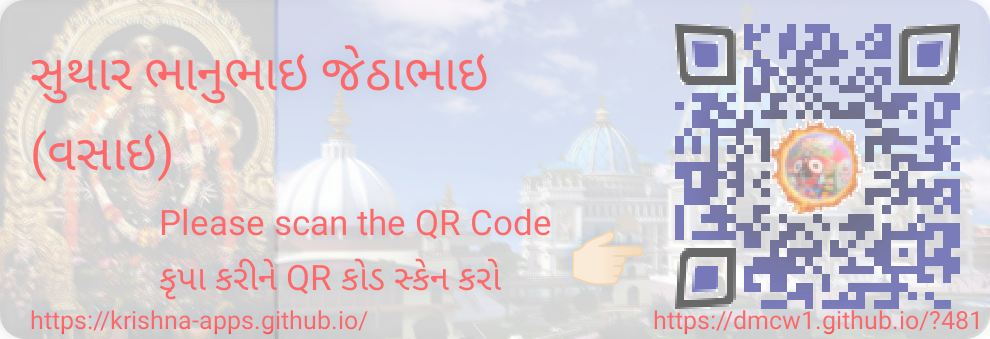 સુથાર ભાનુભાઇ જેઠાભાઇ
(વસાઇ)
Please scan the QR Code
કૃપા કરીને QR કોડ સ્કેન કરો
https://krishna-apps.github.io/
https://dmcw1.github.io/?481